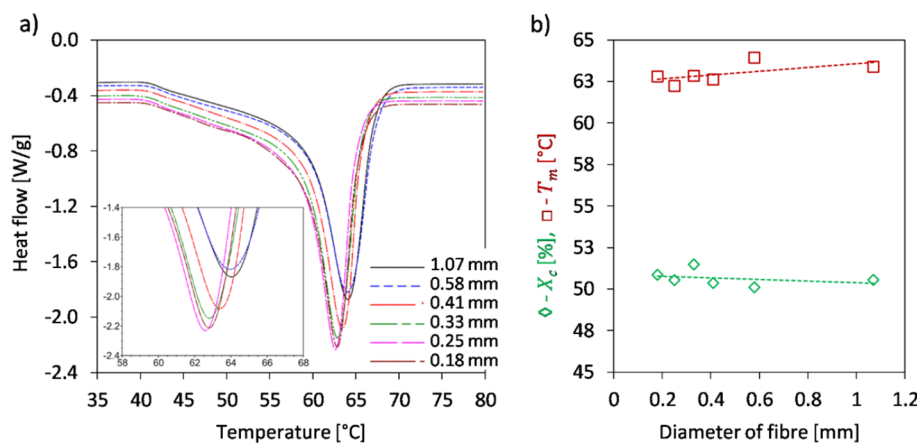 a)
Heat flow [W/g]
0.0
-0.4
-0.8
-1.2
-1.6
-2.0
-2.4
35 40 45 50 55 60 65 70 75 80
Temperature [°C]
1.07 mm
0.58 mm
0.41 mm
0.33 mm
0.25 mm
0.18 mm
-1.4
-1.6
-1.8
-2.0
-2.2
-2.4
58 60 62 64 66 68
b)
◇ - X_c [%], □ - T_m [°C]
65
63
60
58
55
53
50
48
45
0 0.2 0.4 0.6 0.8 1 1.2
Diameter of fibre [mm]